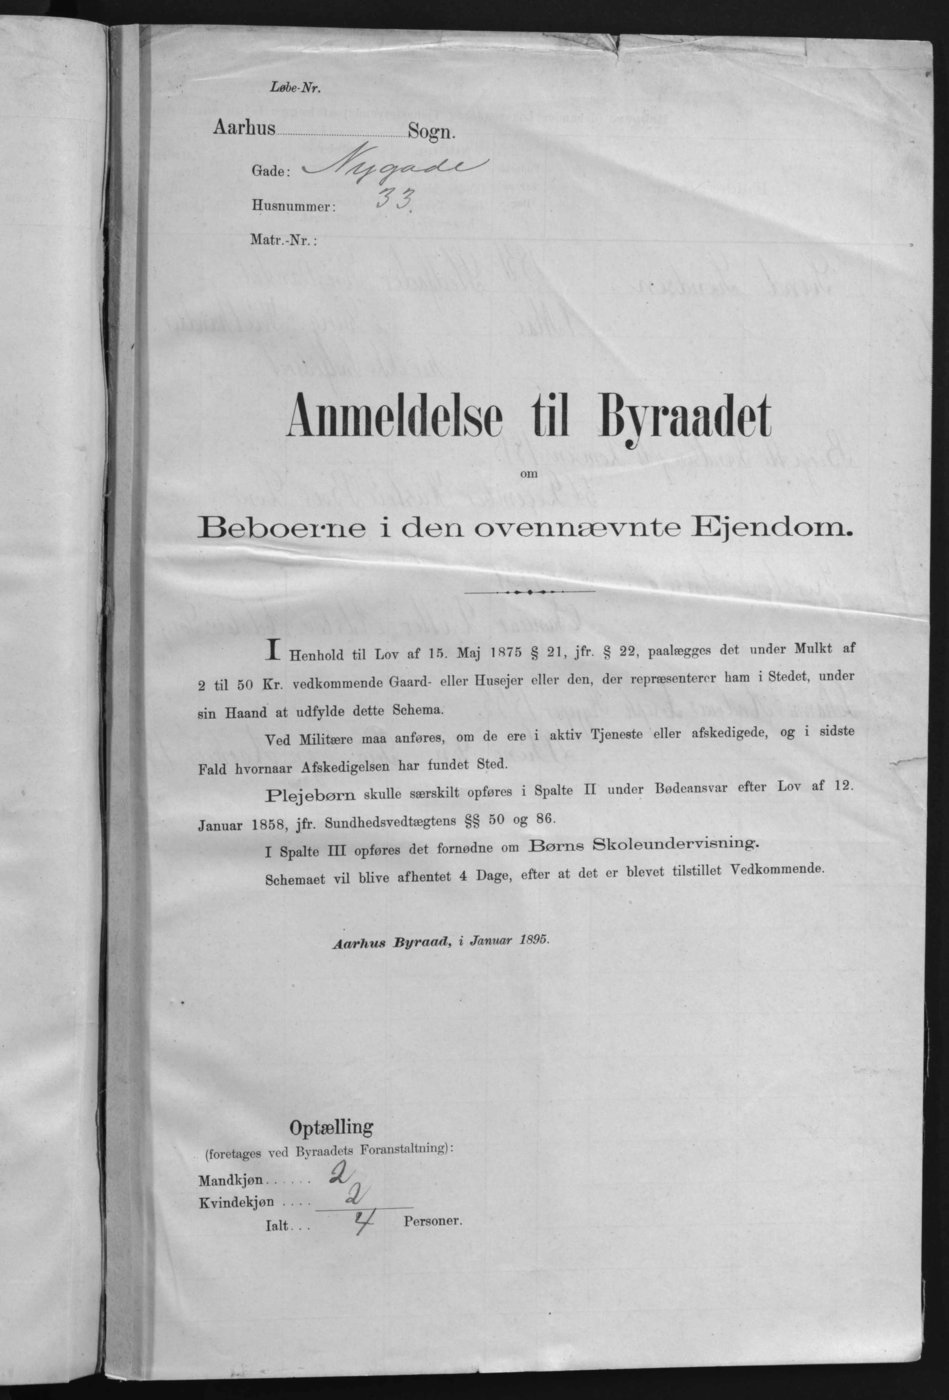 Løbe-Nr.
Aarhus Sogn.
Gade: Nygade
Husnummer: 33.
Matr.-Nr.:
Anmeldelse til Byraadet
om
Beboerne i den ovennævnte Ejendom.
I Henhold til Lov af 15. Maj 1875 § 21, jfr. § 22, paalægges det under Mulkt af
2 til 50 Kr. vedkommende Gaard- eller Husejer eller den, der repræsenterer ham i Stedet, under
sin Haand at udfylde dette Schema.
Ved Militære maa anføres, om de ere i aktiv Tjeneste eller afskedigede, og i sidste
Fald hvornaar Afskedigelsen har fundet Sted.
Plejebørn skulle særskilt opføres i Spalte II under Bødeansvar efter Lov af 12.
Januar 1858, jfr. Sundhedsvedtægtens §§ 50 og 86.
I Spalte III opføres det fornødne om Børns Skoleundervisning.
Schemaet vil blive afhentet 4 Dage, efter at det er blevet tilstillet Vedkommende.
Aarhus Byraad, i Januar 1895.
Optælling
(foretages ved Byraadets Foranstaltning):
Mandkjøn...... 2
Kvindekjøn .... 2
Ialt... 4 Personer.